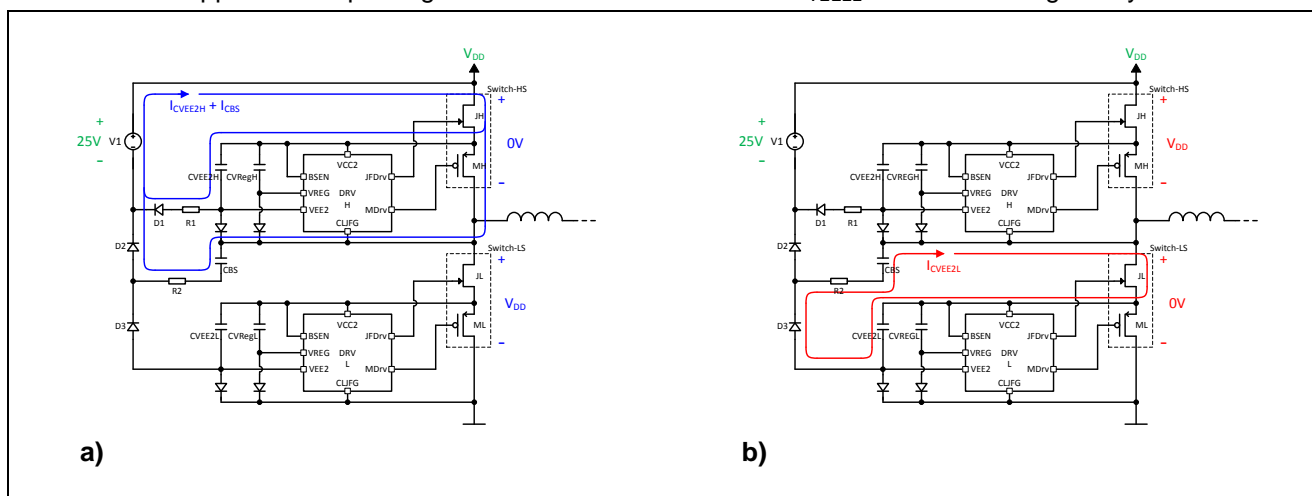 VDD
Switch-HS
+
ICVEE2H + ICBS
JH
+
25V
V1
-
0V
CVEE2H
CVRegH
VCC2
BSEN
JFDrv
MH
VREG
DRV
H
-
D1
R1
VEE2
MDrv
CLJFG
D2
CBS
Switch-LS
+
R2
JL
VDD
D3
CVEE2L
CVRegL
VCC2
BSEN
JFDrv
ML
VREG
DRV
L
-
VEE2
MDrv
CLJFG
a)
VDD
Switch-HS
+
JH
+
25V
V1
-
VDD
CVEE2H
CVREGH
VCC2
BSEN
JFDrv
MH
VREG
DRV
H
-
D1
R1
VEE2
MDrv
CLJFG
D2
CBS
Switch-LS
+
ICVEE2L
R2
JL
0V
D3
CVEE2L
CVREGL
VCC2
BSEN
JFDrv
ML
VREG
DRV
L
-
VEE2
MDrv
CLJFG
b)